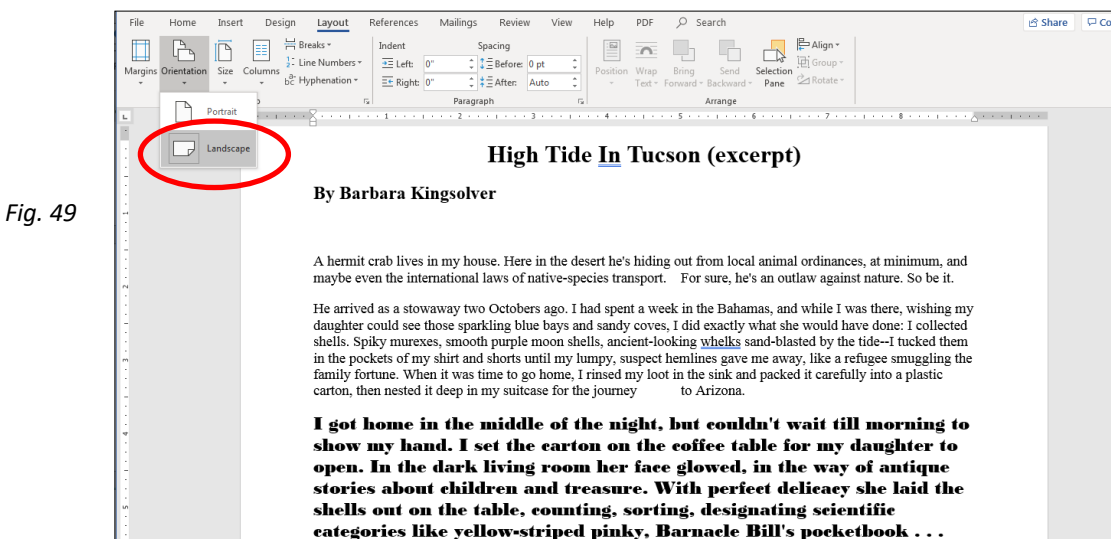 File Home Insert Design Layout References Mailings Review View Help PDF Search Share Co
Breaks Indent Spacing Align
Margins Orientation Size Columns Line Numbers Left: 0" Before: 0 pt Position Wrap Bring Send Selection Group
Hyphenation Right: 0" After: Auto Text Forward Backward Pane Rotate
Paragraph Arrange
Portrait
1 2 3 4 5 6 7 8
Landscape
High Tide In Tucson (excerpt)
By Barbara Kingsolver
Fig. 49
A hermit crab lives in my house. Here in the desert he's hiding out from local animal ordinances, at minimum, and
maybe even the international laws of native-species transport. For sure, he's an outlaw against nature. So be it.
He arrived as a stowaway two Octobers ago. I had spent a week in the Bahamas, and while I was there, wishing my
daughter could see those sparkling blue bays and sandy coves, I did exactly what she would have done: I collected
shells. Spiky murexes, smooth purple moon shells, ancient-looking whelks sand-blasted by the tide--I tucked them
in the pockets of my shirt and shorts until my lumpy, suspect hemlines gave me away, like a refugee smuggling the
family fortune. When it was time to go home, I rinsed my loot in the sink and packed it carefully into a plastic
carton, then nested it deep in my suitcase for the journey to Arizona.
I got home in the middle of the night, but couldn't wait till morning to
show my hand. I set the carton on the coffee table for my daughter to
open. In the dark living room her face glowed, in the way of antique
stories about children and treasure. With perfect delicacy she laid the
shells out on the table, counting, sorting, designating scientific
categories like yellow-striped pinky, Barnacle Bill's pocketbook . . .